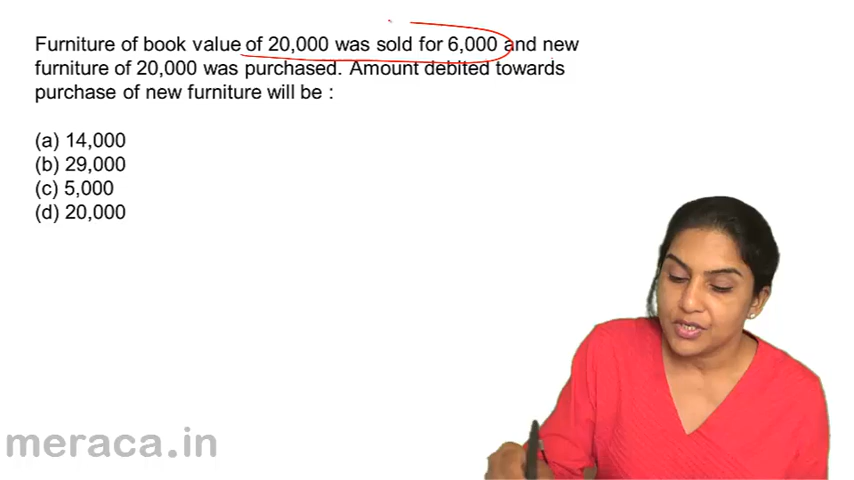 Furniture of book value of 20,000 was sold for 6,000 and new
furniture of 20,000 was purchased. Amount debited towards
purchase of new furniture will be :
(a) 14,000
(b) 29,000
(c) 5,000
(d) 20,000
meraca.in